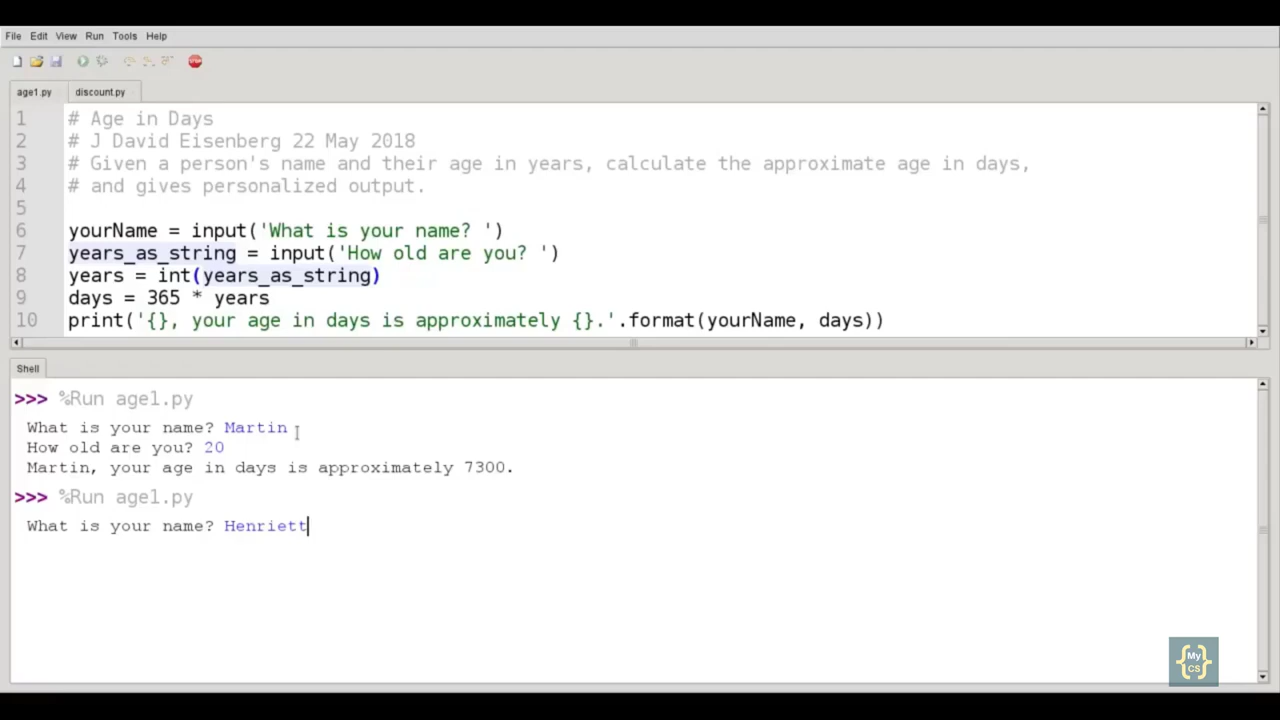 File Edit View Run Tools Help
age1.py discount.py
1 # Age in Days
2 # J David Eisenberg 22 May 2018
3 # Given a person's name and their age in years, calculate the approximate age in days,
4 # and gives personalized output.
5
6 yourName = input('What is your name? ')
7 years_as_string = input('How old are you? ')
8 years = int(years_as_string)
9 days = 365 * years
10 print('{}, your age in days is approximately {}.'.format(yourName, days))
Shell
>>> %Run age1.py
What is your name? Martin
How old are you? 20
Martin, your age in days is approximately 7300.
>>> %Run age1.py
What is your name? Henriett
{My}
CS